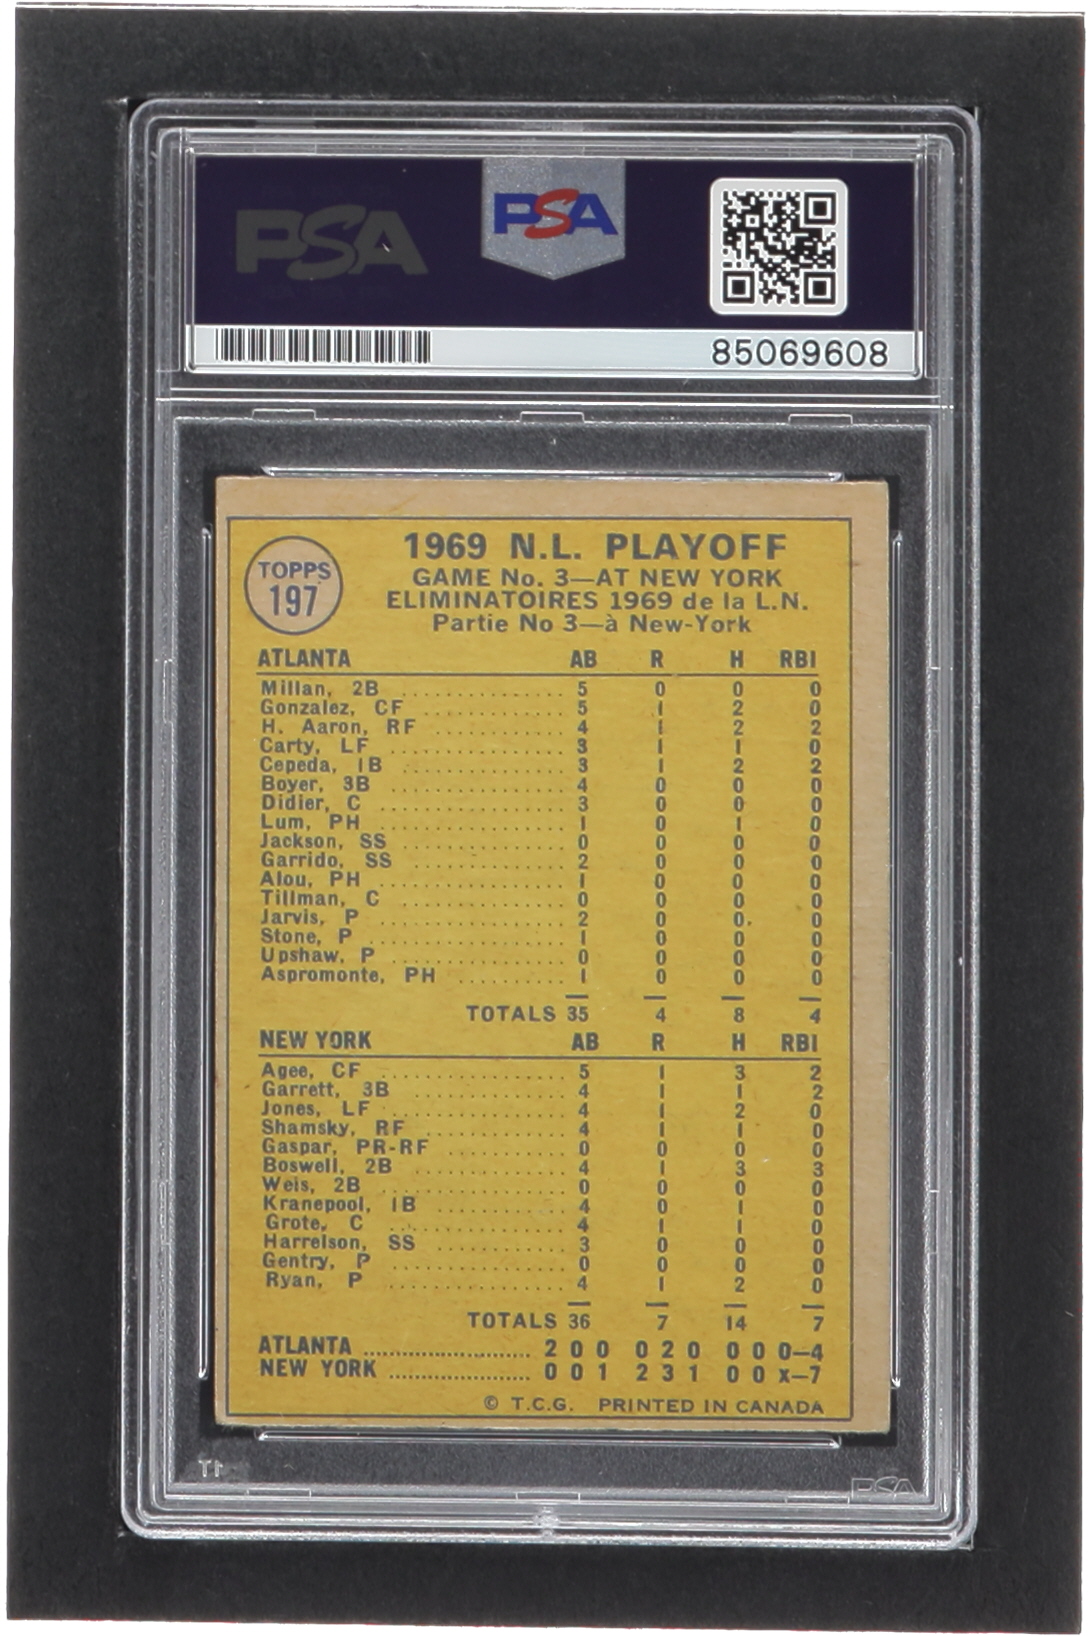 PSA
PSA
85069608
TOPPS
197
1969 N.L. PLAYOFF
GAME No. 3—AT NEW YORK
ELIMINATOIRES 1969 de la L.N.
Partie No 3—à New-York
ATLANTA AB R H RBI
Millan, 2B .............. 5 0 0 0
Gonzalez, CF ............ 5 1 2 0
H. Aaron, RF ........... 4 1 2 2
Carty, LF .............. 3 1 1 0
Cepeda, 1B ............. 3 1 2 2
Boyer, 3B .............. 4 0 0 0
Didier, C .............. 3 0 0 0
Lum, PH ................ 1 0 1 0
Jackson, SS ............ 0 0 0 0
Garrido, SS ............ 2 0 0 0
Alou, PH ............... 1 0 0 0
Tillman, C ............. 0 0 0 0
Jarvis, P .............. 2 0 0 0
Stone, P ............... 1 0 0 0
Upshaw, P .............. 0 0 0 0
Aspromonte, PH ......... 1 0 0 0
TOTALS 35 4 8 4
NEW YORK AB R H RBI
Agee, CF ............... 5 1 3 2
Garrett, 3B ............ 4 1 1 2
Jones, LF .............. 4 1 2 0
Shamsky, RF ............ 4 1 1 0
Gaspar, PR-RF .......... 0 0 0 0
Boswell, 2B ............ 4 1 3 3
Weis, 2B ............... 0 0 0 0
Kranepool, 1B .......... 4 0 1 0
Grote, C ............... 4 1 1 0
Harrelson, SS .......... 3 0 0 0
Gentry, P .............. 0 0 0 0
Ryan, P ................ 4 1 2 0
TOTALS 36 7 14 7
ATLANTA ........................ 2 0 0 0 2 0 0 0 0—4
NEW YORK ..................... 0 0 1 2 3 1 0 0 x—7
© T.C.G. PRINTED IN CANADA
PSA